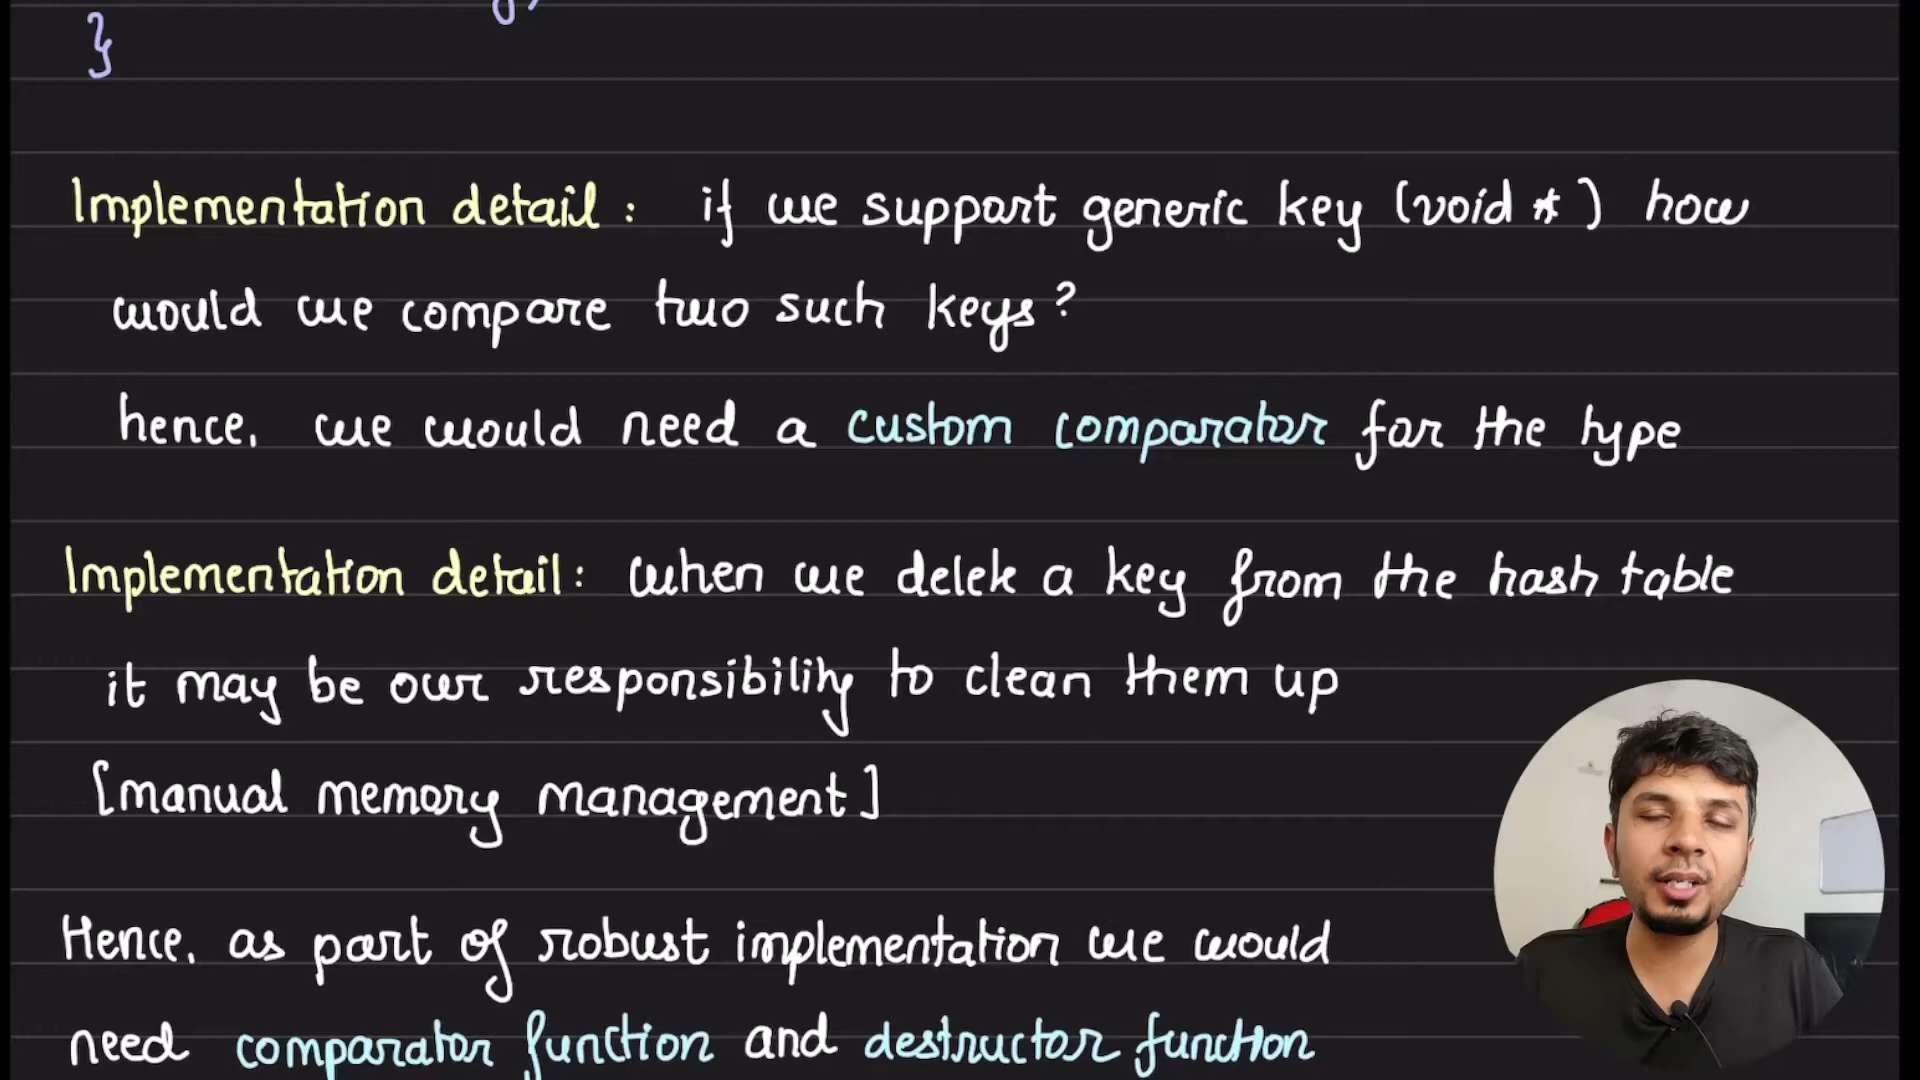 }
Implementation detail : if we support generic key (void *) how
would we compare two such keys?
hence, we would need a custom comparator for the type
Implementation detail: when we delete a key from the hash table
it may be our responsibility to clean them up
[manual memory management]
Hence, as part of robust implementation we would
need comparator function and destructor function